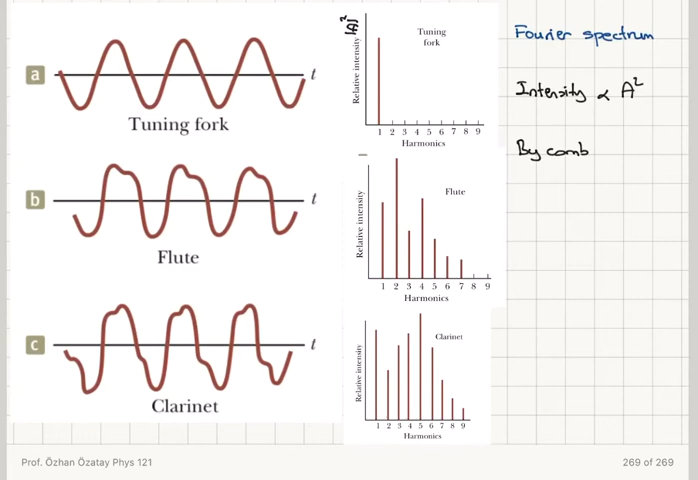 a
t
Tuning fork
b
t
Flute
c
t
Clarinet
|A|²
Relative intensity
Tuning
fork
1 2 3 4 5 6 7 8 9
Harmonics
Relative intensity
Flute
1 2 3 4 5 6 7 8 9
Harmonics
Relative intensity
Clarinet
1 2 3 4 5 6 7 8 9
Harmonics
Fourier spectrum
Intensity ∝ A²
By comb
Prof. Özhan Özatay Phys 121
269 of 269